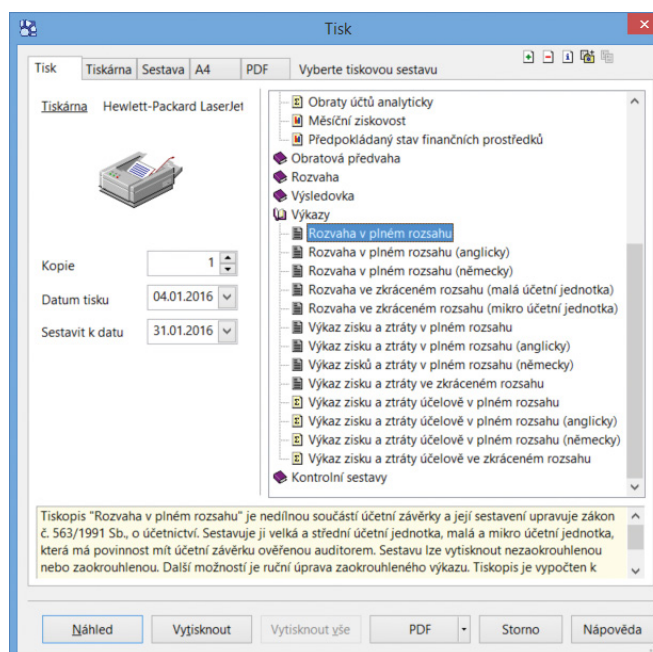 Tisk
Tisk Tiskárna Sestava A4 PDF Vyberte tiskovou sestavu
Tiskárna Hewlett-Packard LaserJet
Kopie 1
Datum tisku 04.01.2016
Sestavit k datu 31.01.2016
Obraty účtů analyticky
Měsíční ziskovost
Předpokládaný stav finančních prostředků
Obratová předvaha
Rozvaha
Výsledovka
Výkazy
Rozvaha v plném rozsahu
Rozvaha v plném rozsahu (anglicky)
Rozvaha v plném rozsahu (německy)
Rozvaha ve zkráceném rozsahu (malá účetní jednotka)
Rozvaha ve zkráceném rozsahu (mikro účetní jednotka)
Výkaz zisku a ztráty v plném rozsahu
Výkaz zisku a ztráty v plném rozsahu (anglicky)
Výkaz zisků a ztráty v plném rozsahu (německy)
Výkaz zisku a ztráty ve zkráceném rozsahu
Výkaz zisku a ztráty účelově v plném rozsahu
Výkaz zisku a ztráty účelově v plném rozsahu (anglicky)
Výkaz zisku a ztráty účelově v plném rozsahu (německy)
Výkaz zisku a ztráty účelově ve zkráceném rozsahu
Kontrolní sestavy
Tiskopis "Rozvaha v plném rozsahu" je nedílnou součástí účetní závěrky a její sestavení upravuje zákon
č. 563/1991 Sb., o účetnictví. Sestavuje ji velká a střední účetní jednotka, malá a mikro účetní jednotka,
která má povinnost mít účetní závěrku ověřenou auditorem. Sestavu lze vytisknout nezaokrouhlenou
nebo zaokrouhlenou. Další možností je ruční úprava zaokrouhleného výkazu. Tiskopis je vypočten k
Náhled Vytisknout Vytisknout vše PDF Storno Nápověda